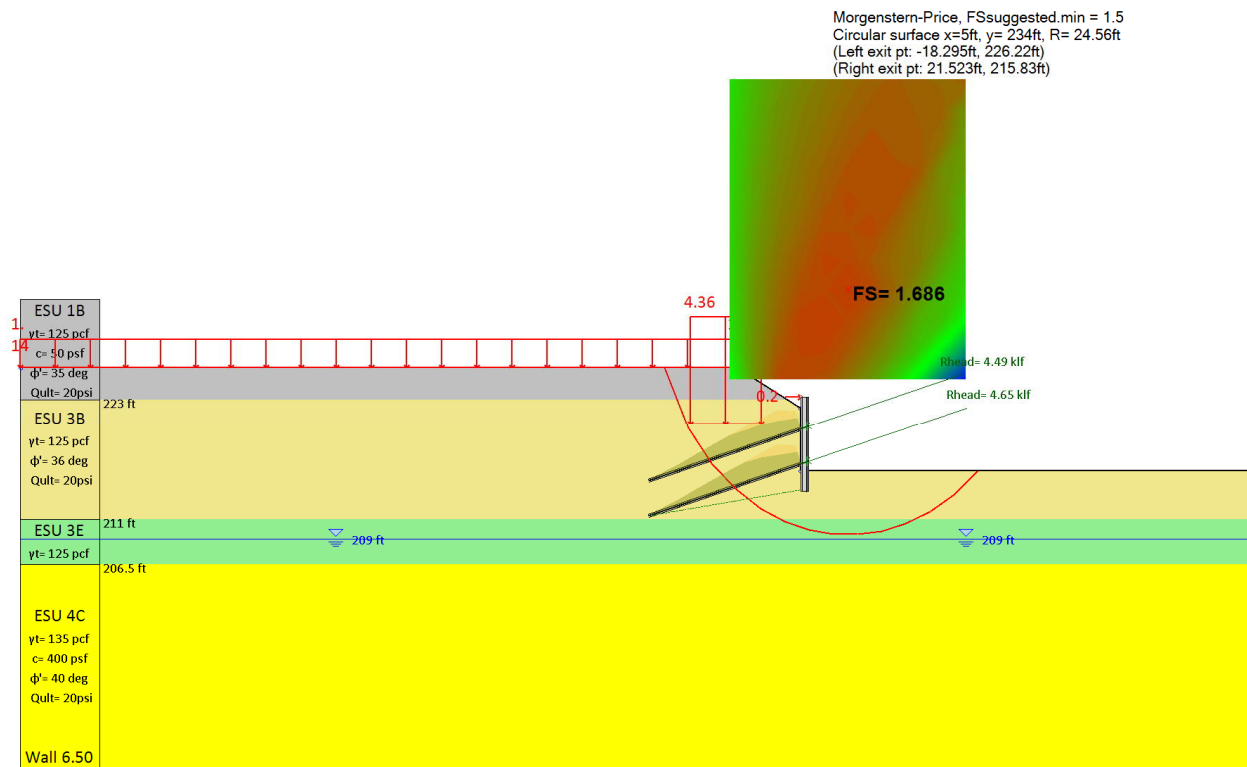 Morgenstern-Price, FSsuggested.min = 1.5
Circular surface x=5ft, y= 234ft, R= 24.56ft
(Left exit pt: -18.295ft, 226.22ft)
(Right exit pt: 21.523ft, 215.83ft)
FS= 1.686
4.36
ESU 1B
γt= 125 pcf
c= 50 psf
ϕ'= 35 deg
Qult= 20psi
1.
14
Rhead= 4.49 klf
Rhead= 4.65 klf
0.2
223 ft
ESU 3B
γt= 125 pcf
ϕ'= 36 deg
Qult= 20psi
211 ft
ESU 3E
γt= 125 pcf
209 ft
209 ft
206.5 ft
ESU 4C
γt= 135 pcf
c= 400 psf
ϕ'= 40 deg
Qult= 20psi
Wall 6.50